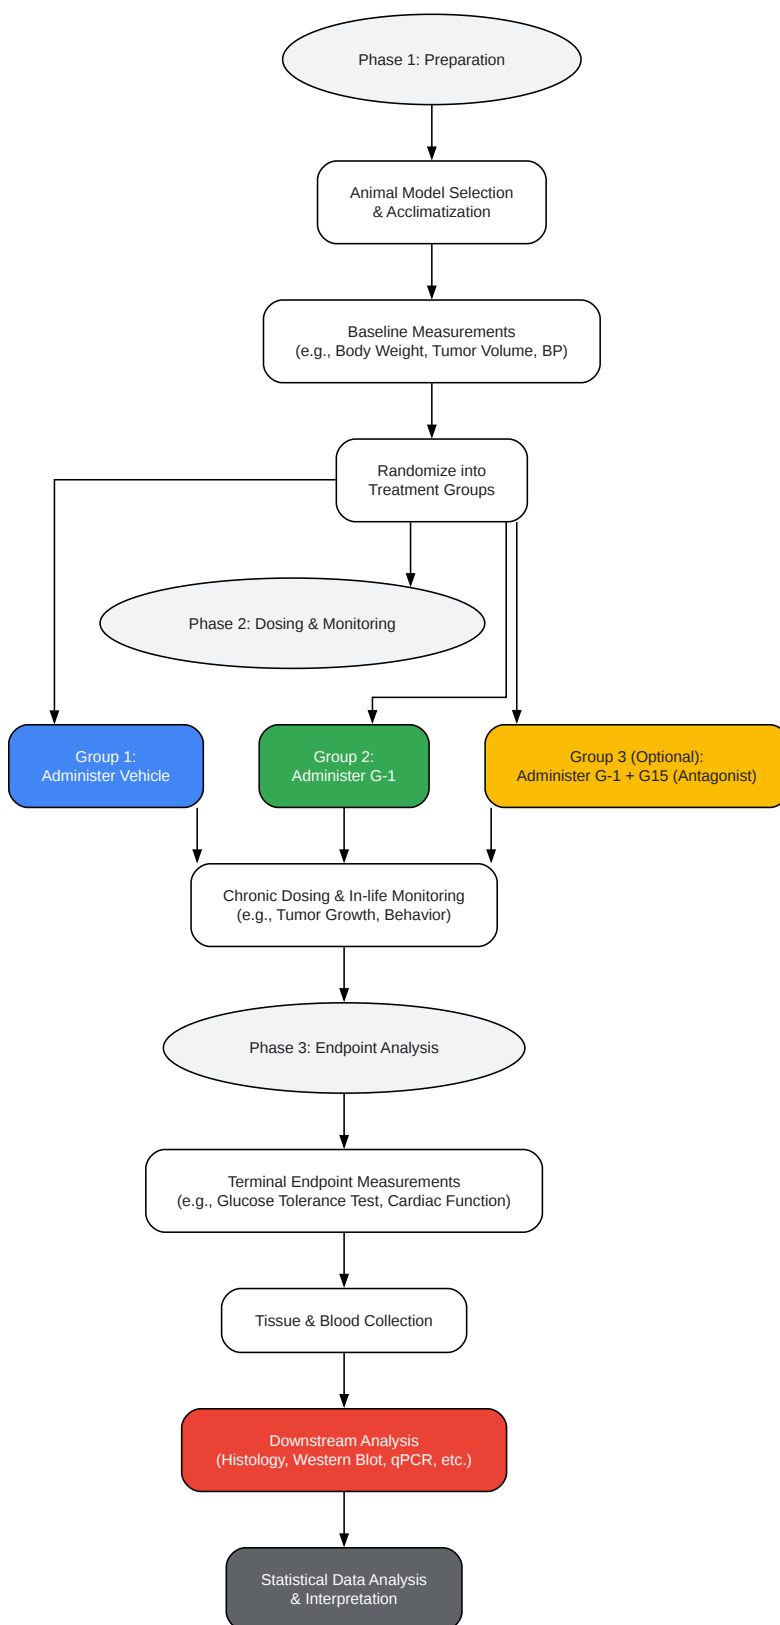 Phase 1: Preparation
Animal Model Selection
& Acclimatization
Baseline Measurements
(e.g., Body Weight, Tumor Volume, BP)
Randomize into
Treatment Groups
Phase 2: Dosing & Monitoring
Group 1:
Administer Vehicle
Group 2:
Administer G-1
Group 3 (Optional):
Administer G-1 + G15 (Antagonist)
Chronic Dosing & In-life Monitoring
(e.g., Tumor Growth, Behavior)
Phase 3: Endpoint Analysis
Terminal Endpoint Measurements
(e.g., Glucose Tolerance Test, Cardiac Function)
Tissue & Blood Collection
Downstream Analysis
(Histology, Western Blot, qPCR, etc.)
Statistical Data Analysis
& Interpretation